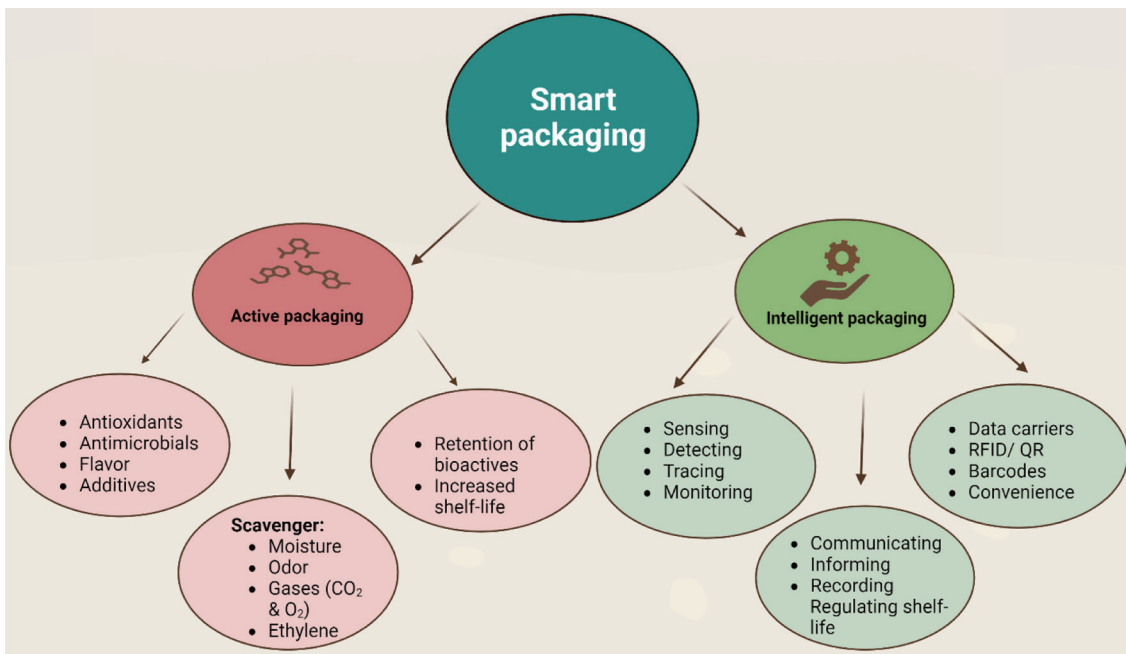 Smart
packaging
Active packaging
Intelligent packaging
• Antioxidants
• Antimicrobials
• Flavor
• Additives
Scavenger:
• Moisture
• Odor
• Gases (CO₂
& O₂)
• Ethylene
• Retention of
bioactives
• Increased
shelf-life
• Sensing
• Detecting
• Tracing
• Monitoring
• Communicating
• Informing
• Recording
Regulating shelf-
life
• Data carriers
• RFID/ QR
• Barcodes
• Convenience